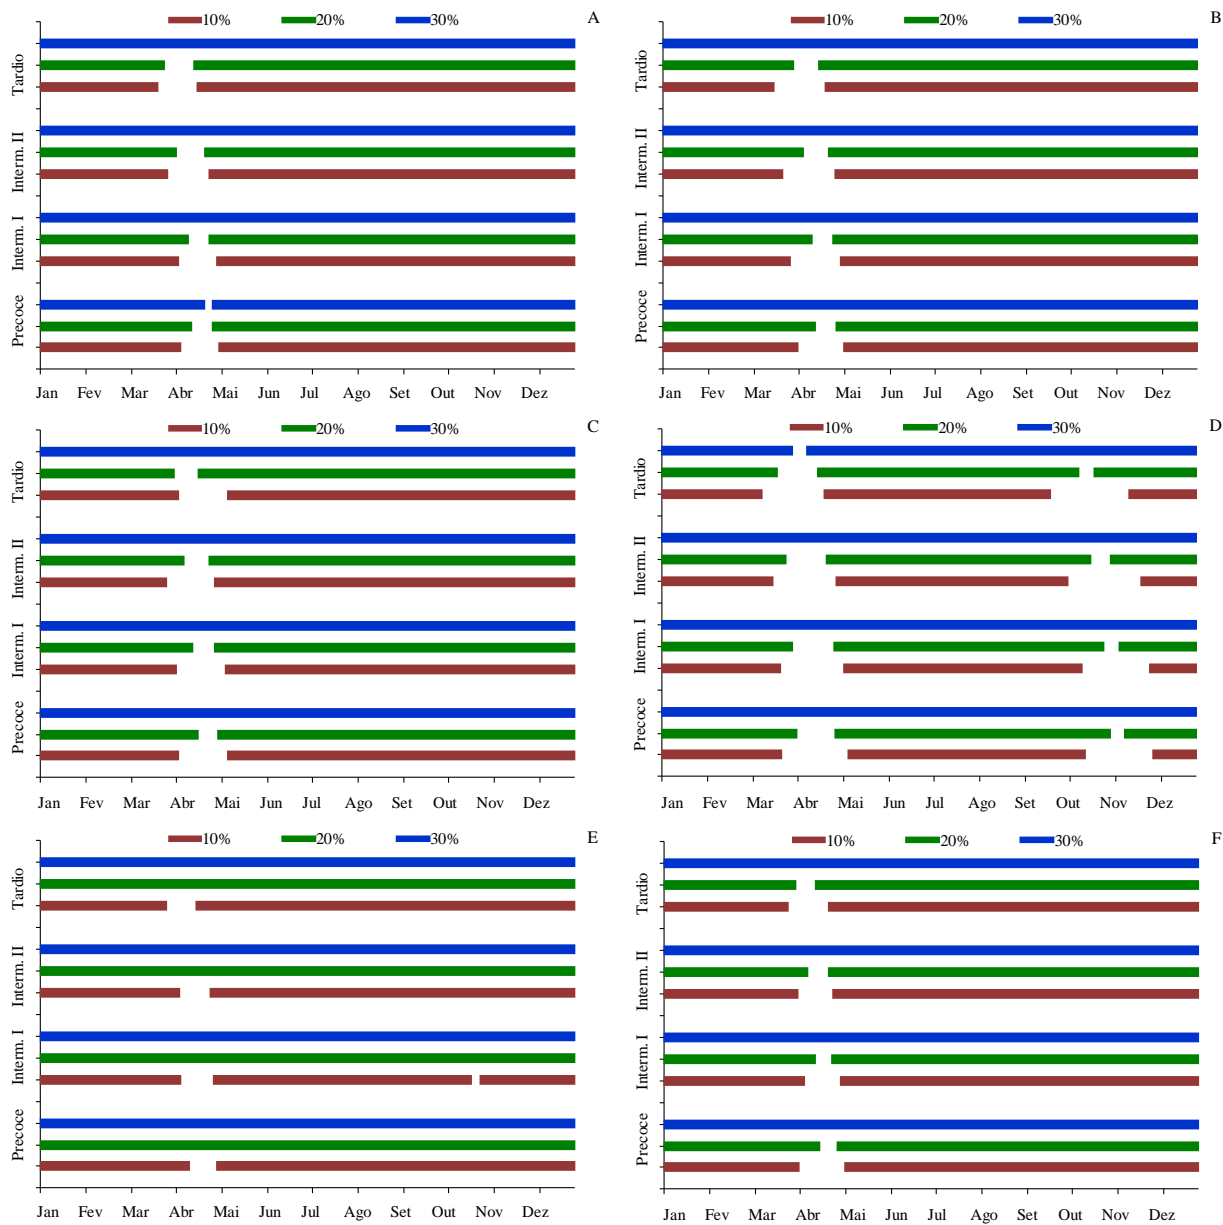 10% 20% 30% A
Tardio
Interm. II
Interm. I
Precoce
Jan Fev Mar Abr Mai Jun Jul Ago Set Out Nov Dez
10% 20% 30% B
Tardio
Interm. II
Interm. I
Precoce
Jan Fev Mar Abr Mai Jun Jul Ago Set Out Nov Dez
10% 20% 30% C
Tardio
Interm. II
Interm. I
Precoce
Jan Fev Mar Abr Mai Jun Jul Ago Set Out Nov Dez
10% 20% 30% D
Tardio
Interm. II
Interm. I
Precoce
Jan Fev Mar Abr Mai Jun Jul Ago Set Out Nov Dez
10% 20% 30% E
Tardio
Interm. II
Interm. I
Precoce
Jan Fev Mar Abr Mai Jun Jul Ago Set Out Nov Dez
10% 20% 30% F
Tardio
Interm. II
Interm. I
Precoce
Jan Fev Mar Abr Mai Jun Jul Ago Set Out Nov Dez